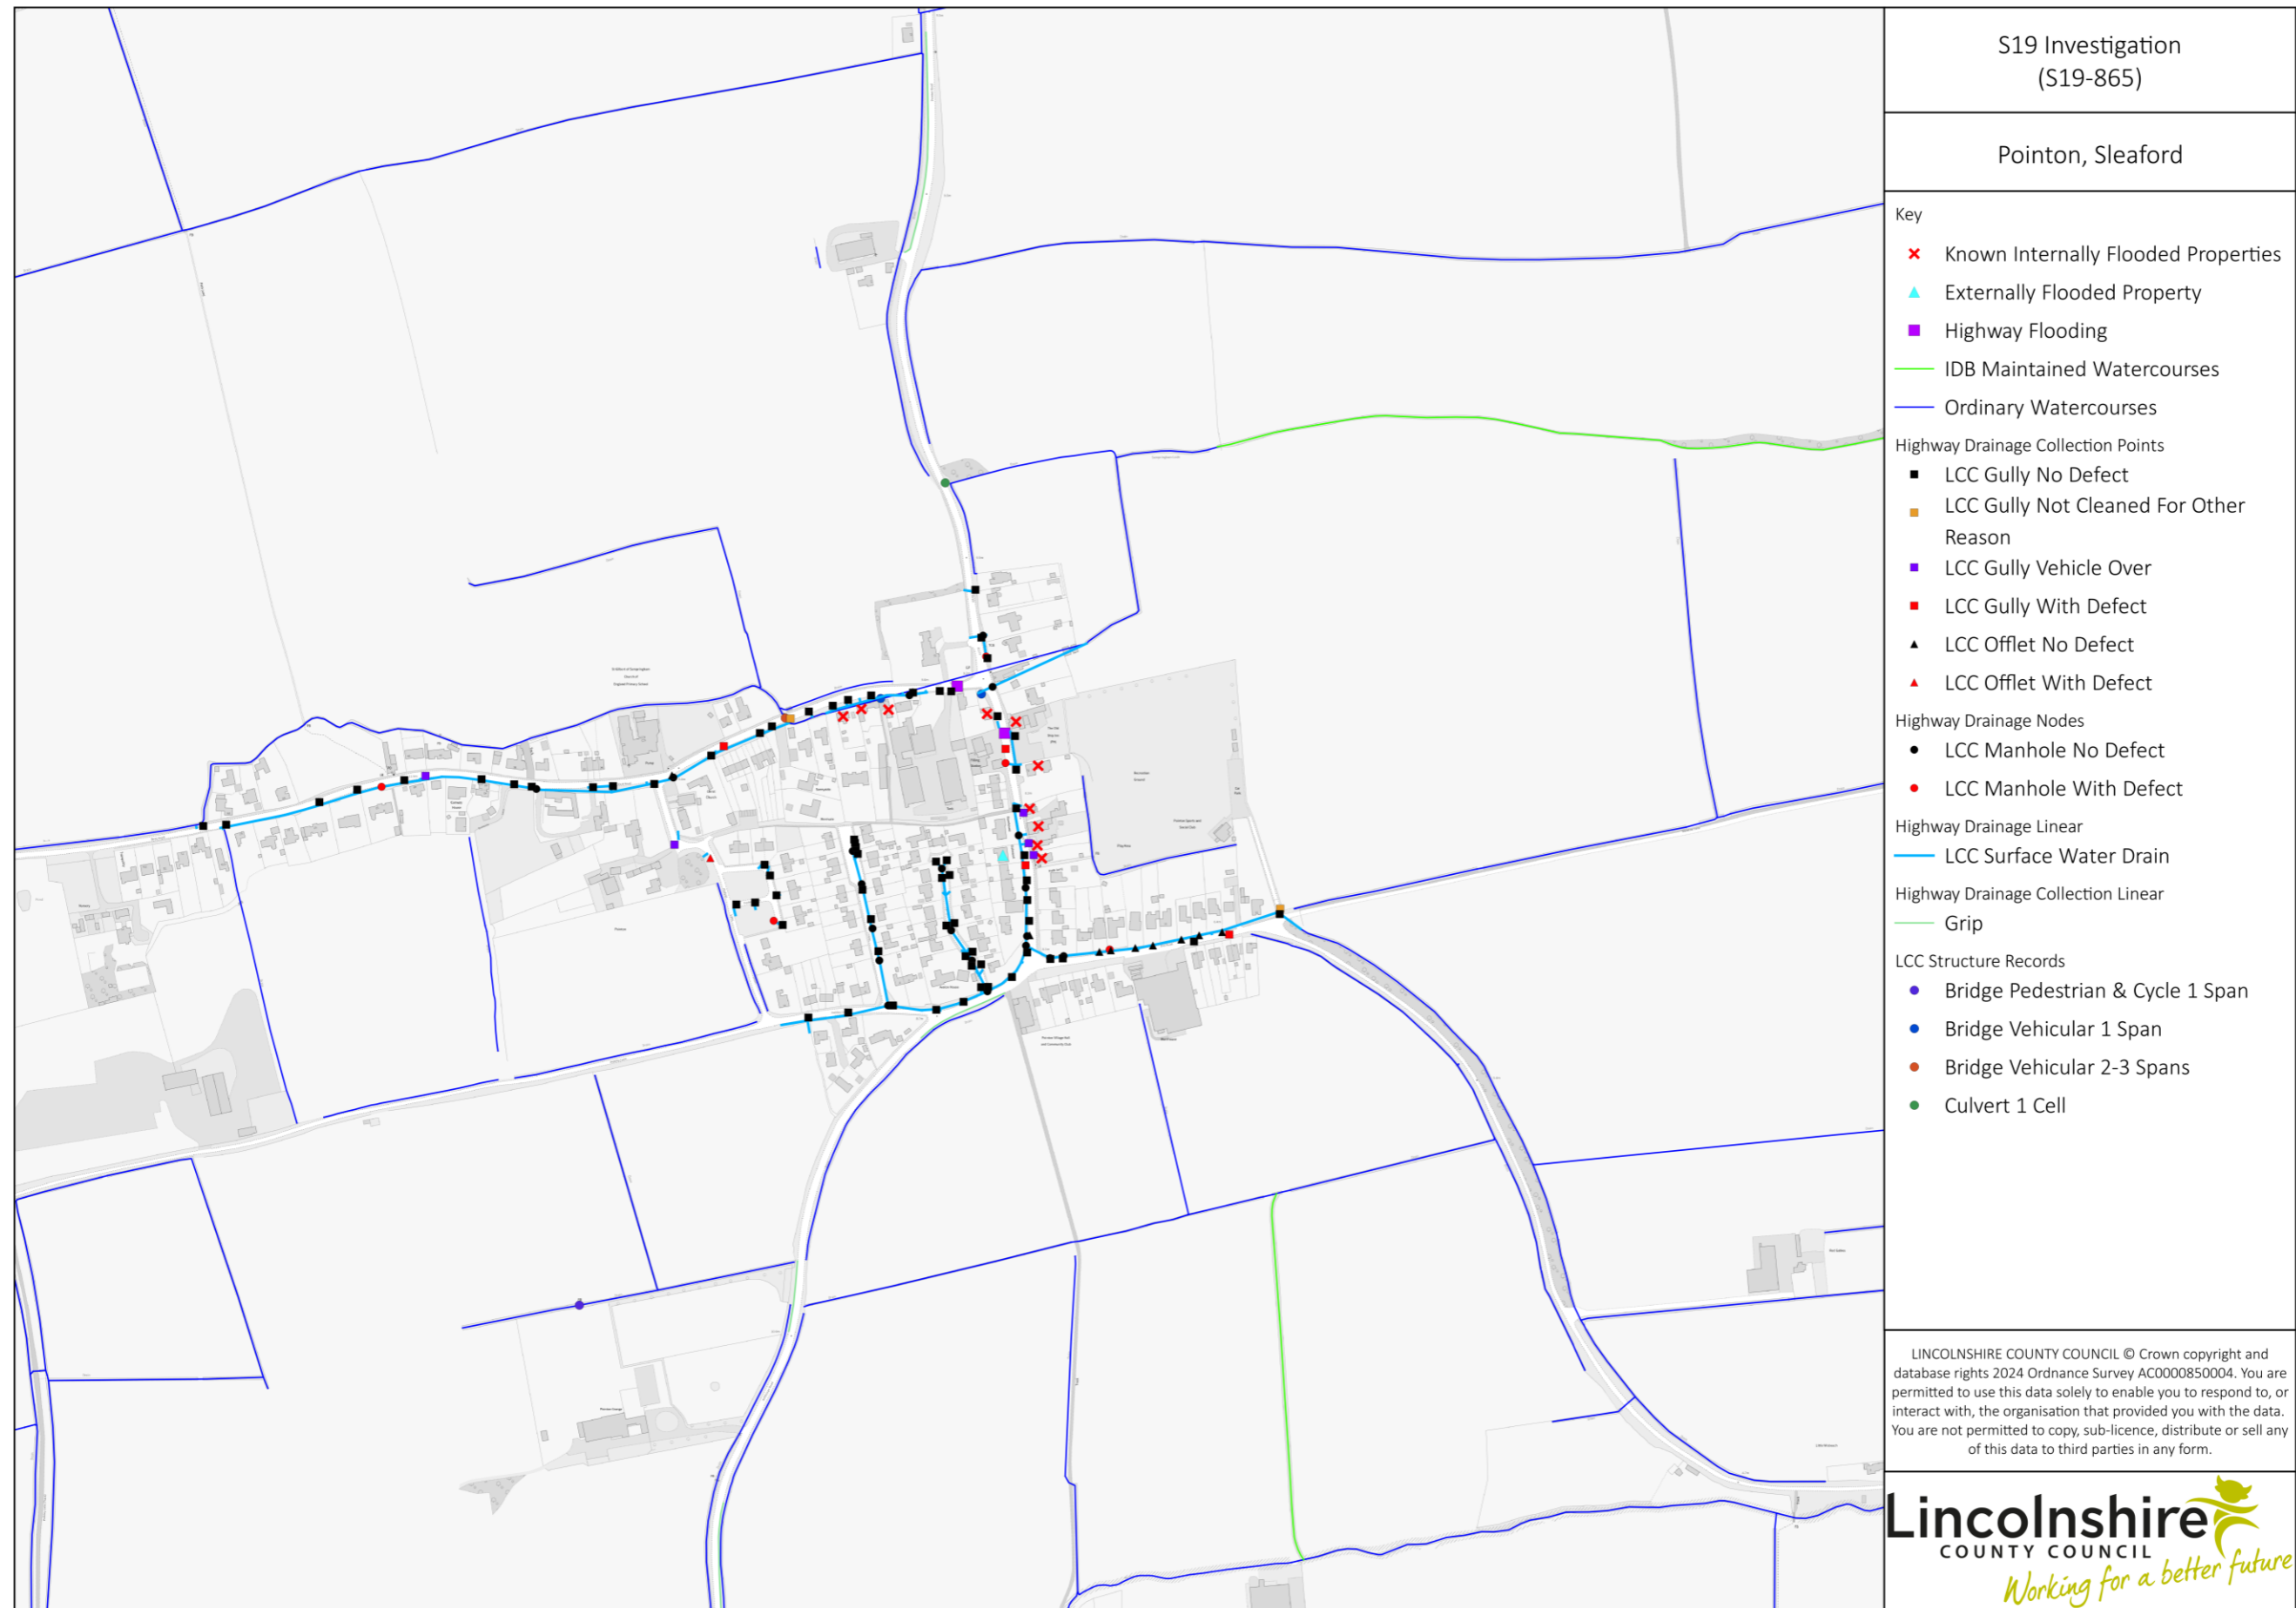 S19 Investigation
(S19-865)
Pointon, Sleaford
Key
Known Internally Flooded Properties
Externally Flooded Property
Highway Flooding
IDB Maintained Watercourses
Ordinary Watercourses
Highway Drainage Collection Points
LCC Gully No Defect
LCC Gully Not Cleaned For Other
Reason
LCC Gully Vehicle Over
LCC Gully With Defect
LCC Offlet No Defect
LCC Offlet With Defect
Highway Drainage Nodes
LCC Manhole No Defect
LCC Manhole With Defect
Highway Drainage Linear
LCC Surface Water Drain
Highway Drainage Collection Linear
Grip
LCC Structure Records
Bridge Pedestrian & Cycle 1 Span
Bridge Vehicular 1 Span
Bridge Vehicular 2-3 Spans
Culvert 1 Cell
LINCOLNSHIRE COUNTY COUNCIL © Crown copyright and
database rights 2024 Ordnance Survey AC0000850004. You are
permitted to use this data solely to enable you to respond to, or
interact with, the organisation that provided you with the data.
You are not permitted to copy, sub-licence, distribute or sell any
of this data to third parties in any form.
Lincolnshire
COUNTY COUNCIL
Working for a better future